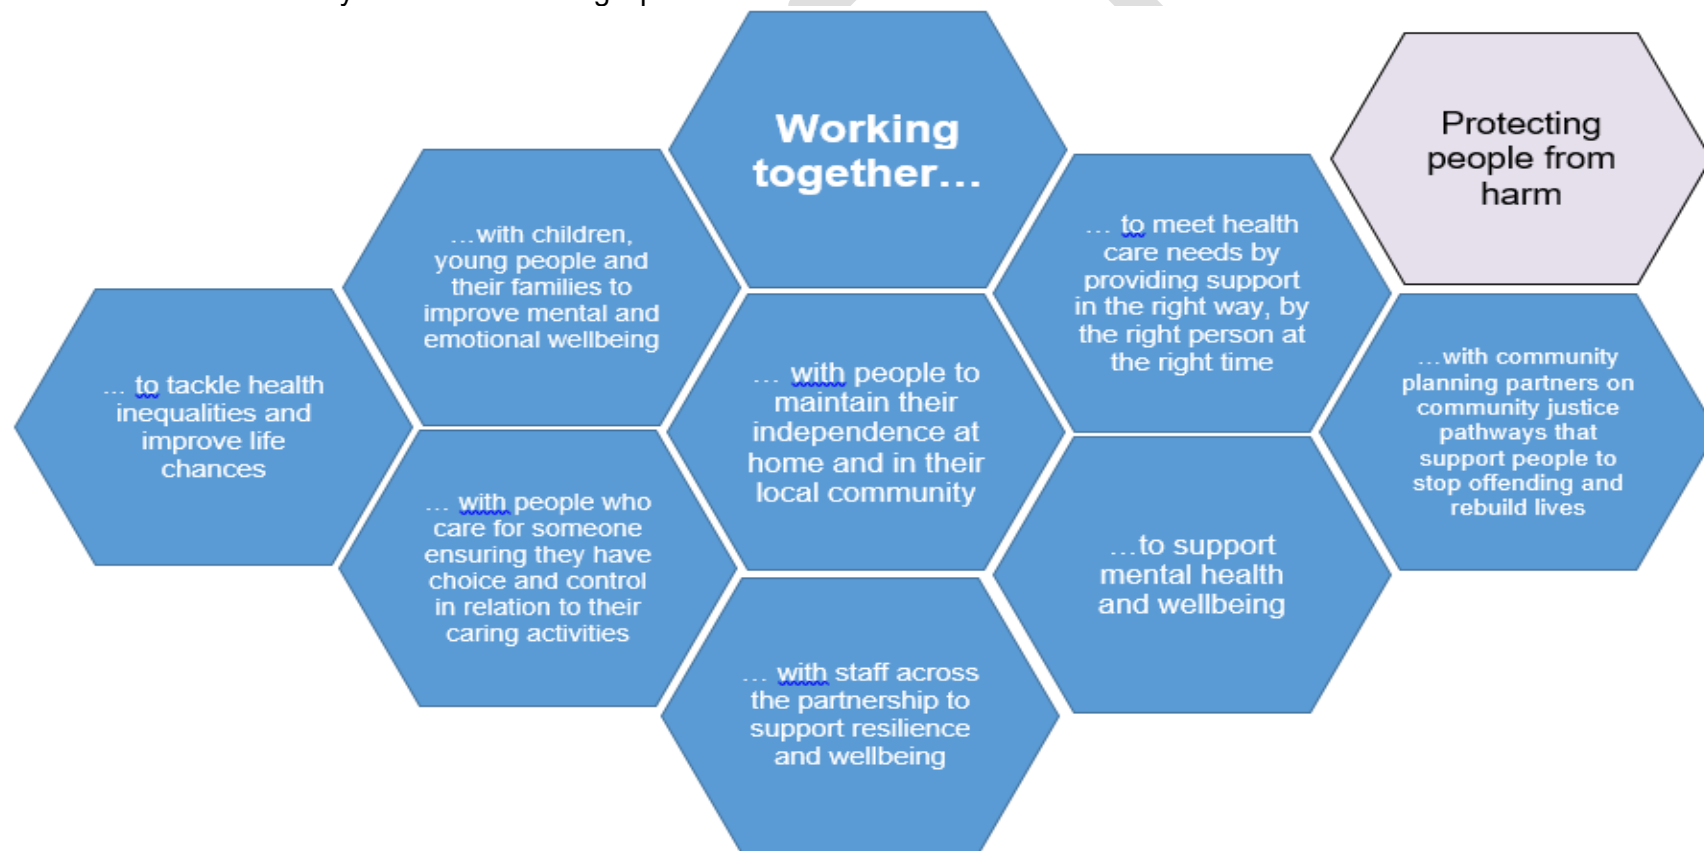 Working
together…
Protecting
people from
harm
…with children,
young people and
their families to
improve mental and
emotional wellbeing
… to meet health
care needs by
providing support
in the right way, by
the right person at
the right time
… to tackle health
inequalities and
improve life
chances
… with people to
maintain their
independence at
home and in their
local community
…with community
planning partners on
community justice
pathways that
support people to
stop offending and
rebuild lives
… with people who
care for someone
ensuring they have
choice and control
in relation to their
caring activities
…to support
mental health
and wellbeing
… with staff across
the partnership to
support resilience
and wellbeing